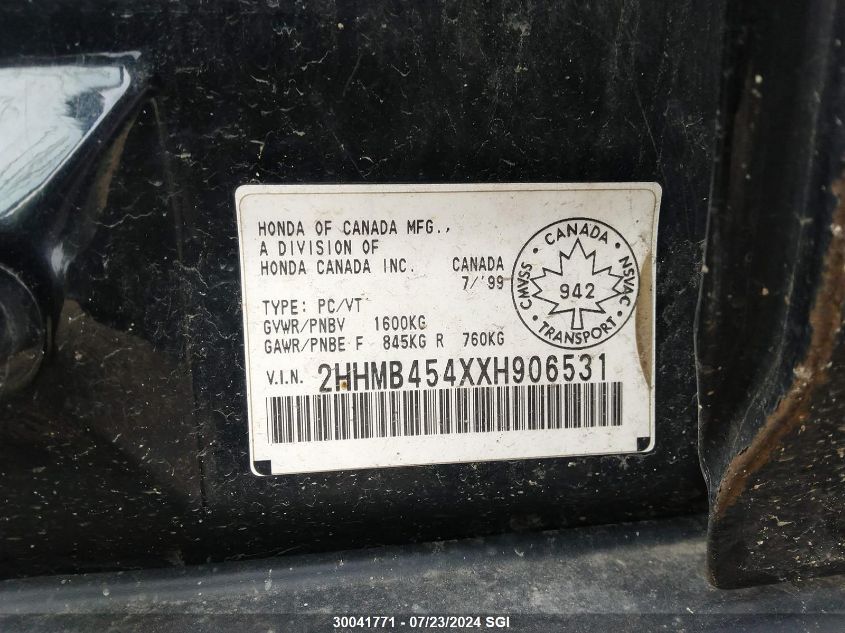 HONDA OF CANADA MFG.,
A DIVISION OF
HONDA CANADA INC. CANADA
7/'99
TYPE: PC/VT
GVWR/PNBV 1600KG
GAWR/PNBE F 845KG R 760KG
V.I.N. 2HHMB454XXH906531
· CANADA ·
CMVSS
NSVAC
942
· TRANSPORT ·
30041771 - 07/23/2024 SGI